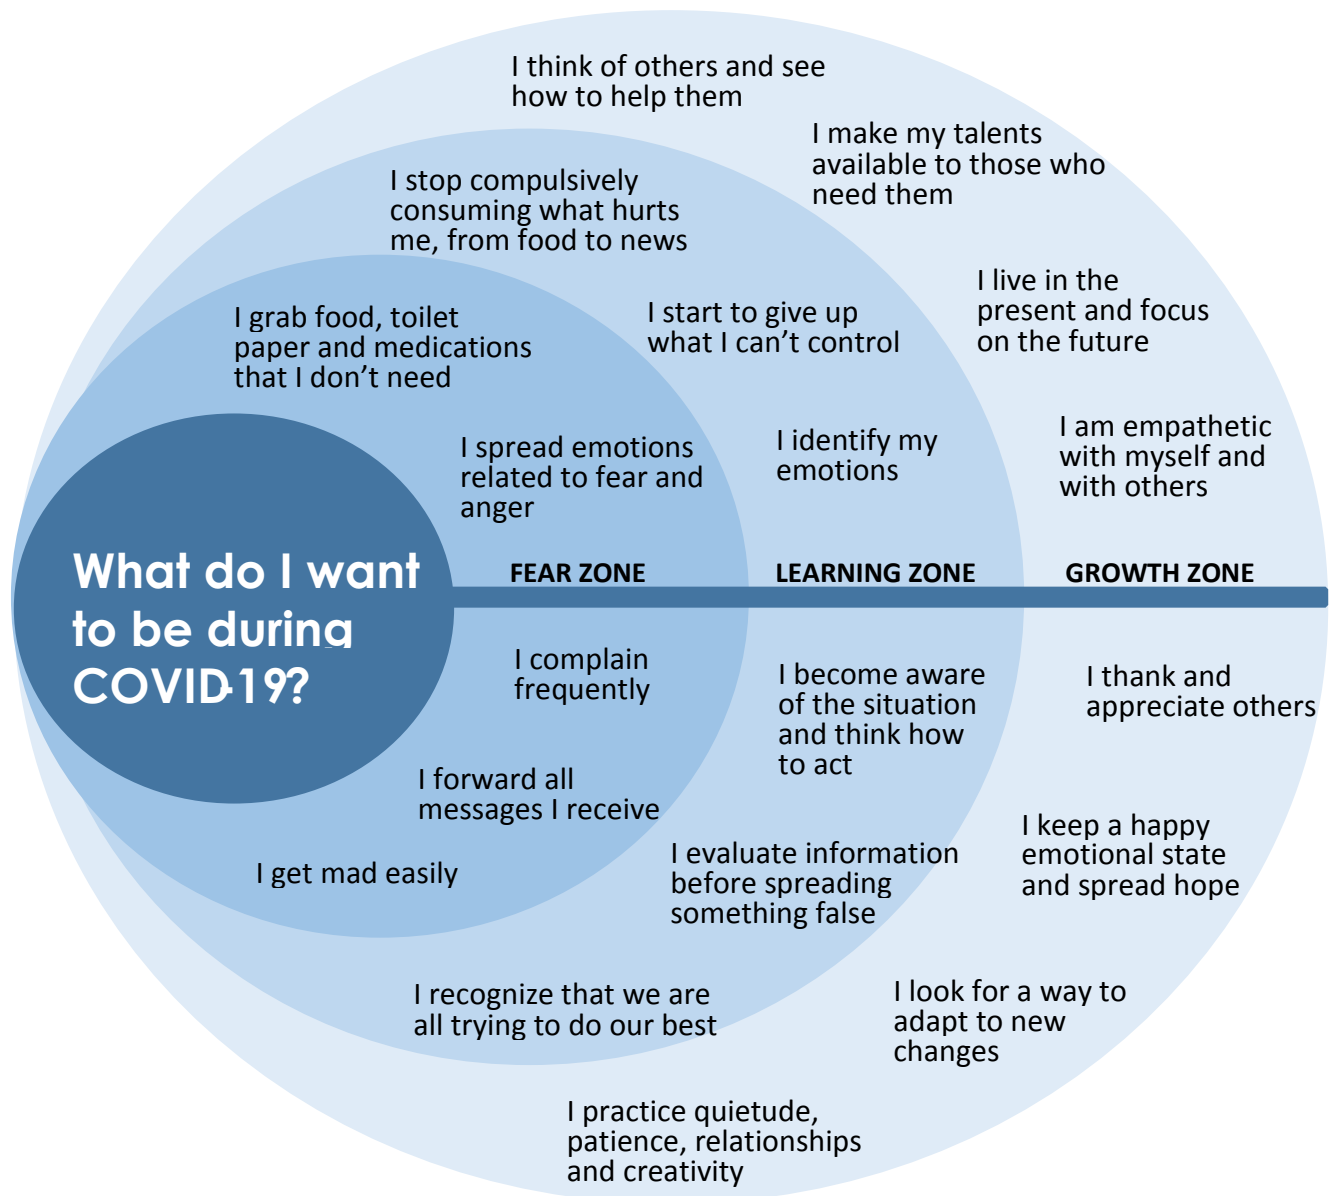 I think of others and see
how to help them
I make my talents
available to those who
need them
I stop compulsively
consuming what hurts
me, from food to news
I live in the
present and focus
on the future
I grab food, toilet
paper and medications
that I don’t need
I start to give up
what I can’t control
I am empathetic
with myself and
with others
I spread emotions
related to fear and
anger
I identify my
emotions
What do I want
to be during
COVID-19?
FEAR ZONE
LEARNING ZONE
GROWTH ZONE
I complain
frequently
I become aware
of the situation
and think how
to act
I thank and
appreciate others
I forward all
messages I receive
I keep a happy
emotional state
and spread hope
I get mad easily
I evaluate information
before spreading
something false
I recognize that we are
all trying to do our best
I look for a way to
adapt to new
changes
I practice quietude,
patience, relationships
and creativity